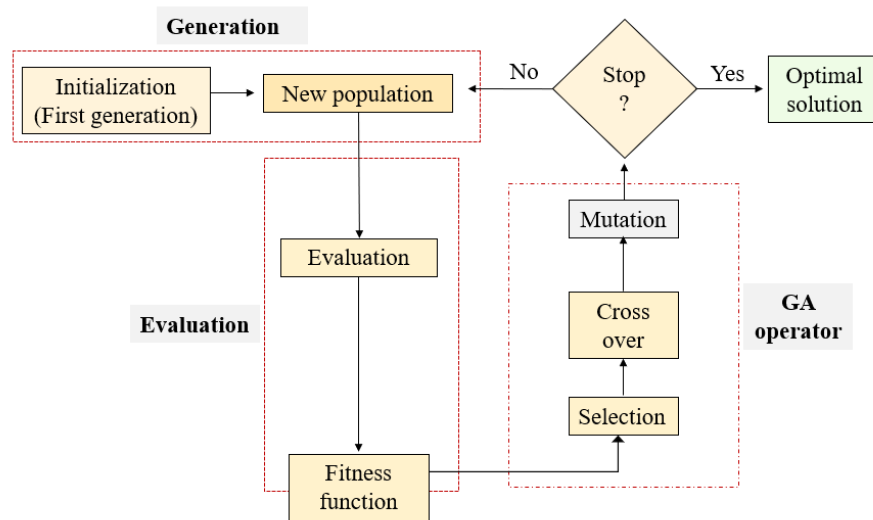 Generation
Initialization
(First generation)
New population
No
Stop
?
Yes
Optimal
solution
Evaluation
Evaluation
Fitness
function
Mutation
Cross
over
Selection
GA
operator